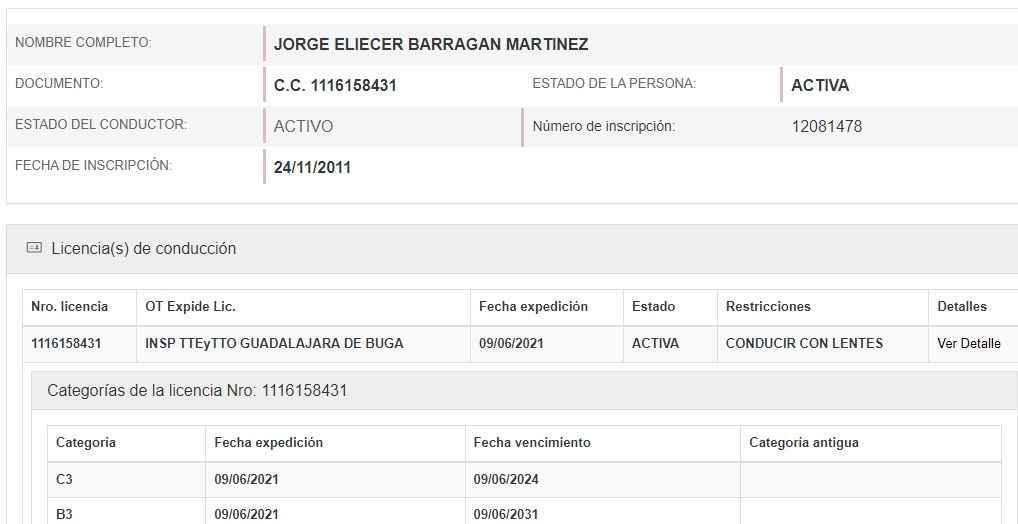 NOMBRE COMPLETO: JORGE ELIECER BARRAGAN MARTINEZ
DOCUMENTO: C.C. 1116158431 ESTADO DE LA PERSONA: ACTIVA
ESTADO DEL CONDUCTOR: ACTIVO Número de inscripción: 12081478
FECHA DE INSCRIPCIÓN: 24/11/2011
Licencia(s) de conducción
Nro. licencia OT Expide Lic. Fecha expedición Estado Restricciones Detalles
1116158431 INSP TTEyTTO GUADALAJARA DE BUGA 09/06/2021 ACTIVA CONDUCIR CON LENTES Ver Detalle
Categorías de la licencia Nro: 1116158431
Categoría Fecha expedición Fecha vencimiento Categoría antigua
C3 09/06/2021 09/06/2024
B3 09/06/2021 09/06/2031